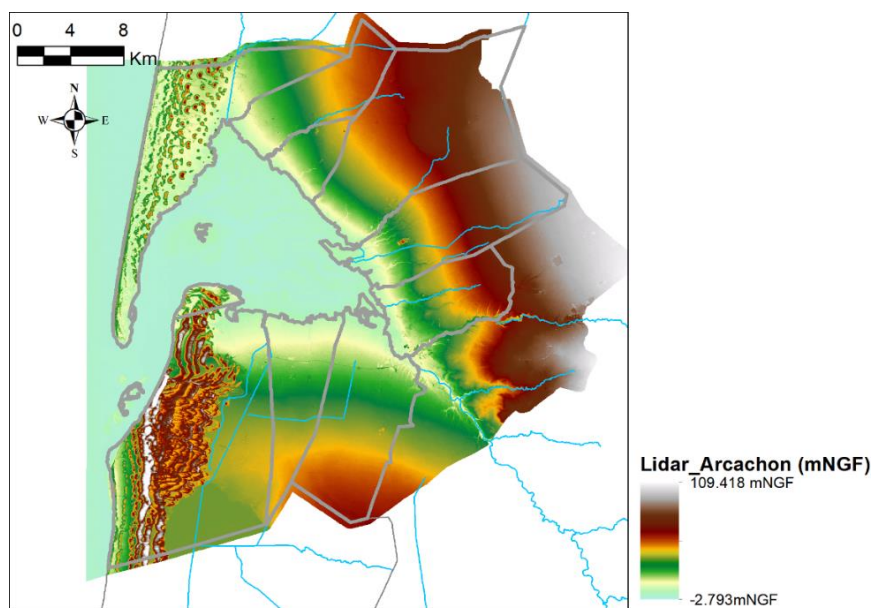 0 4 8
Km
N
W E
S
Lidar_Arcachon (mNGF)
109.418 mNGF
-2.793mNGF